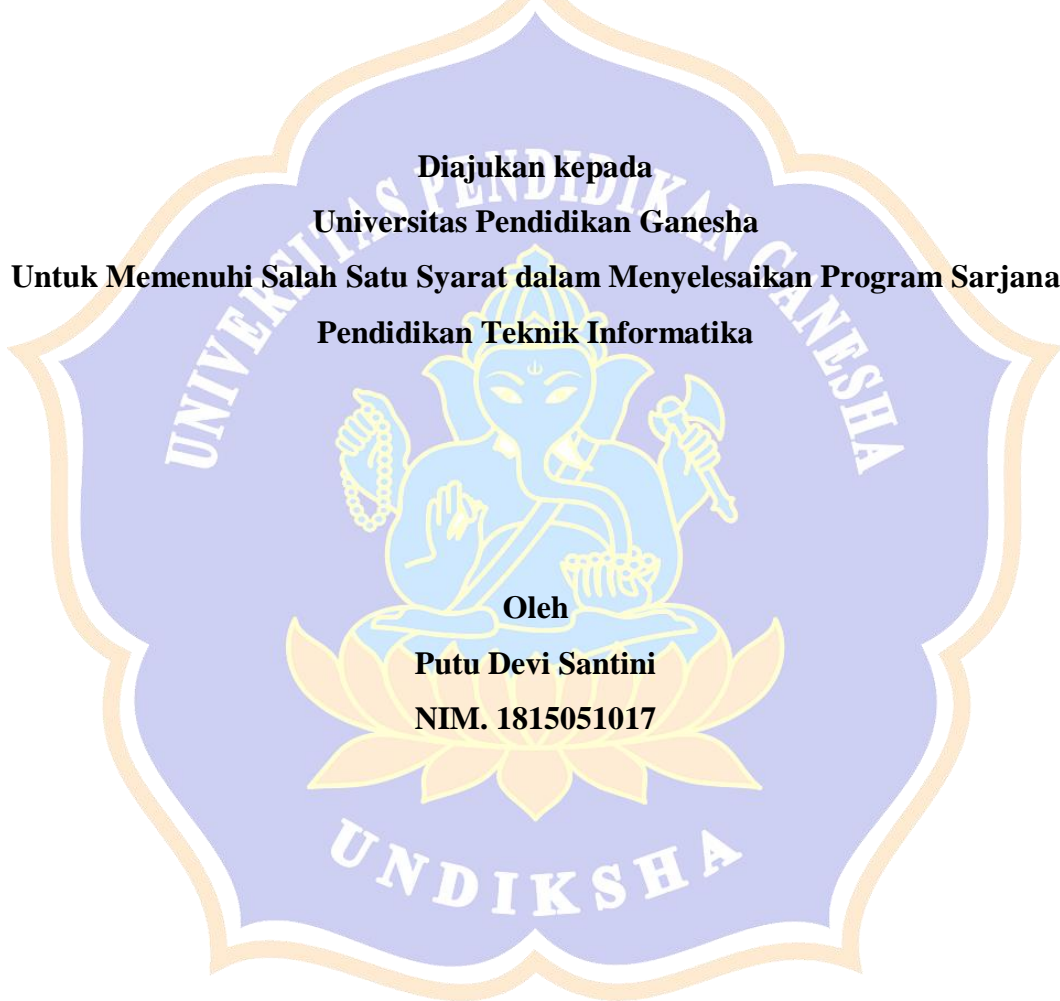 Diajukan kepada
Universitas Pendidikan Ganesha
Untuk Memenuhi Salah Satu Syarat dalam Menyelesaikan Program Sarjana
Pendidikan Teknik Informatika
UNIVERSITAS PENDIDIKAN GANESHA
Oleh
Putu Devi Santini
NIM. 1815051017
UNDIKSHA